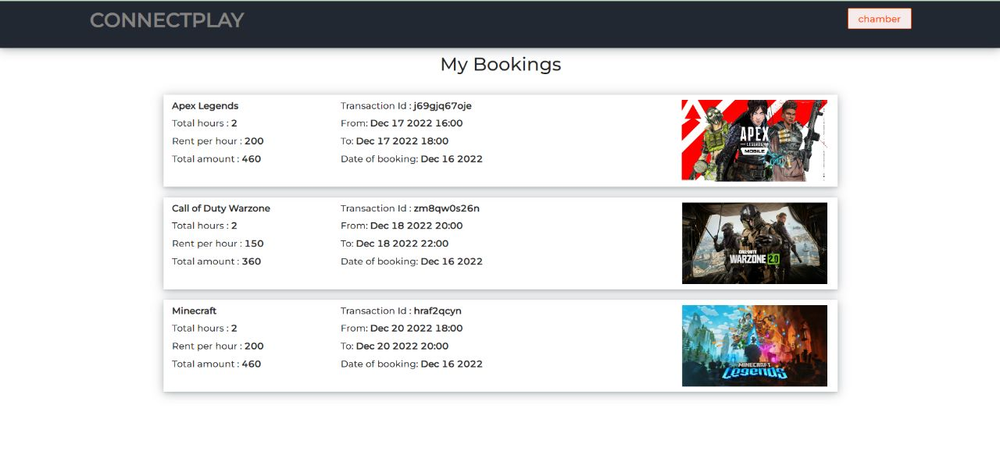 CONNECTPLAY
chamber
My Bookings
Apex Legends
Total hours : 2
Rent per hour : 200
Total amount : 460
Transaction Id : j69gjq67oje
From: Dec 17 2022 16:00
To: Dec 17 2022 18:00
Date of booking: Dec 16 2022
APEX
LEGENDS
MOBILE
Call of Duty Warzone
Total hours : 2
Rent per hour : 150
Total amount : 360
Transaction Id : zm8qw0s26n
From: Dec 18 2022 20:00
To: Dec 18 2022 22:00
Date of booking: Dec 16 2022
CALL OF DUTY
WARZONE 2.0
Minecraft
Total hours : 2
Rent per hour : 200
Total amount : 460
Transaction Id : hraf2qcyn
From: Dec 20 2022 18:00
To: Dec 20 2022 20:00
Date of booking: Dec 16 2022
MINECRAFT
Legends